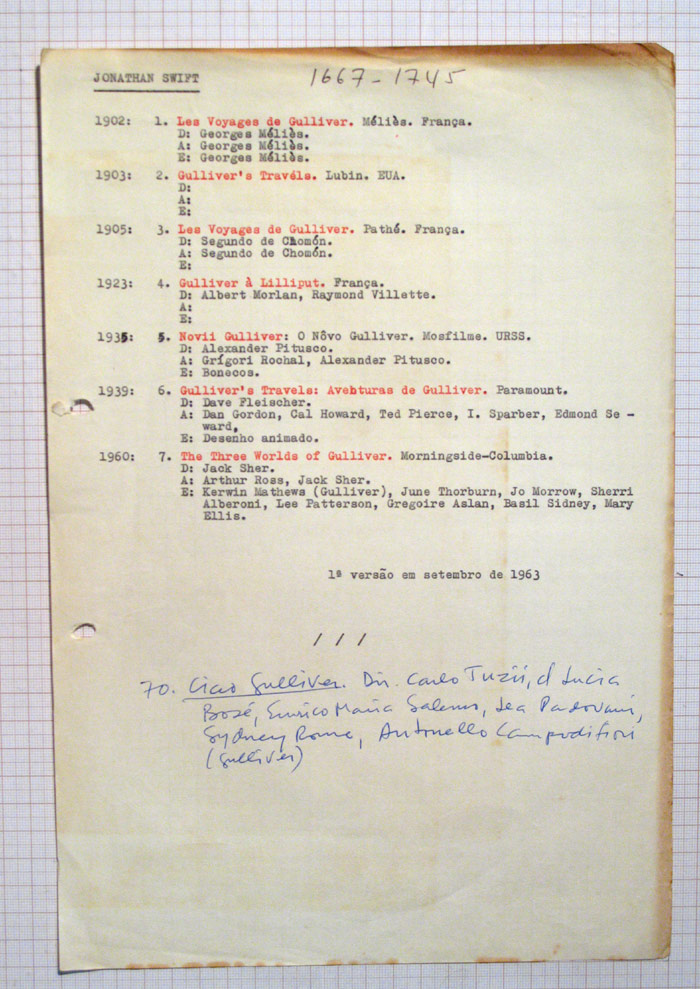 JONATHAN SWIFT 1667-1745
1902: 1. Les Voyages de Gulliver. Méliès. França.
D: Georges Méliès.
A: Georges Méliès.
E: Georges Méliès.
1903: 2. Gulliver's Travels. Lubin. EUA.
D:
A:
E:
1905: 3. Les Voyages de Gulliver. Pathé. França.
D: Segundo de Chomón.
A: Segundo de Chomón.
E:
1923: 4. Gulliver à Lilliput. França.
D: Albert Morlan, Raymond Villette.
A:
E:
1935: 5. Novii Gulliver: O Nôvo Gulliver. Mosfilme. URSS.
D: Alexander Pitusco.
A: Grígori Rochal, Alexander Pitusco.
E: Bonecos.
1939: 6. Gulliver's Travels: Aventuras de Gulliver. Paramount.
D: Dave Fleischer.
A: Dan Gordon, Cal Howard, Ted Pierce, I. Sparber, Edmond Se -
ward.
E: Desenho animado.
1960: 7. The Three Worlds of Gulliver. Morningside-Columbia.
D: Jack Sher.
A: Arthur Ross, Jack Sher.
E: Kerwin Mathews (Gulliver), June Thorburn, Jo Morrow, Sherri
Alberoni, Lee Patterson, Gregoire Aslan, Basil Sidney, Mary
Ellis.
1ª versão em setembro de 1963
/ / /
70. Ciao Gulliver. Dir. Carlo Tuzii, c/ Lucia
Bosé, Enrico Maria Salerno, Lea Padovani,
Sydney Rome, Antonello Campodifiori
(Gulliver)